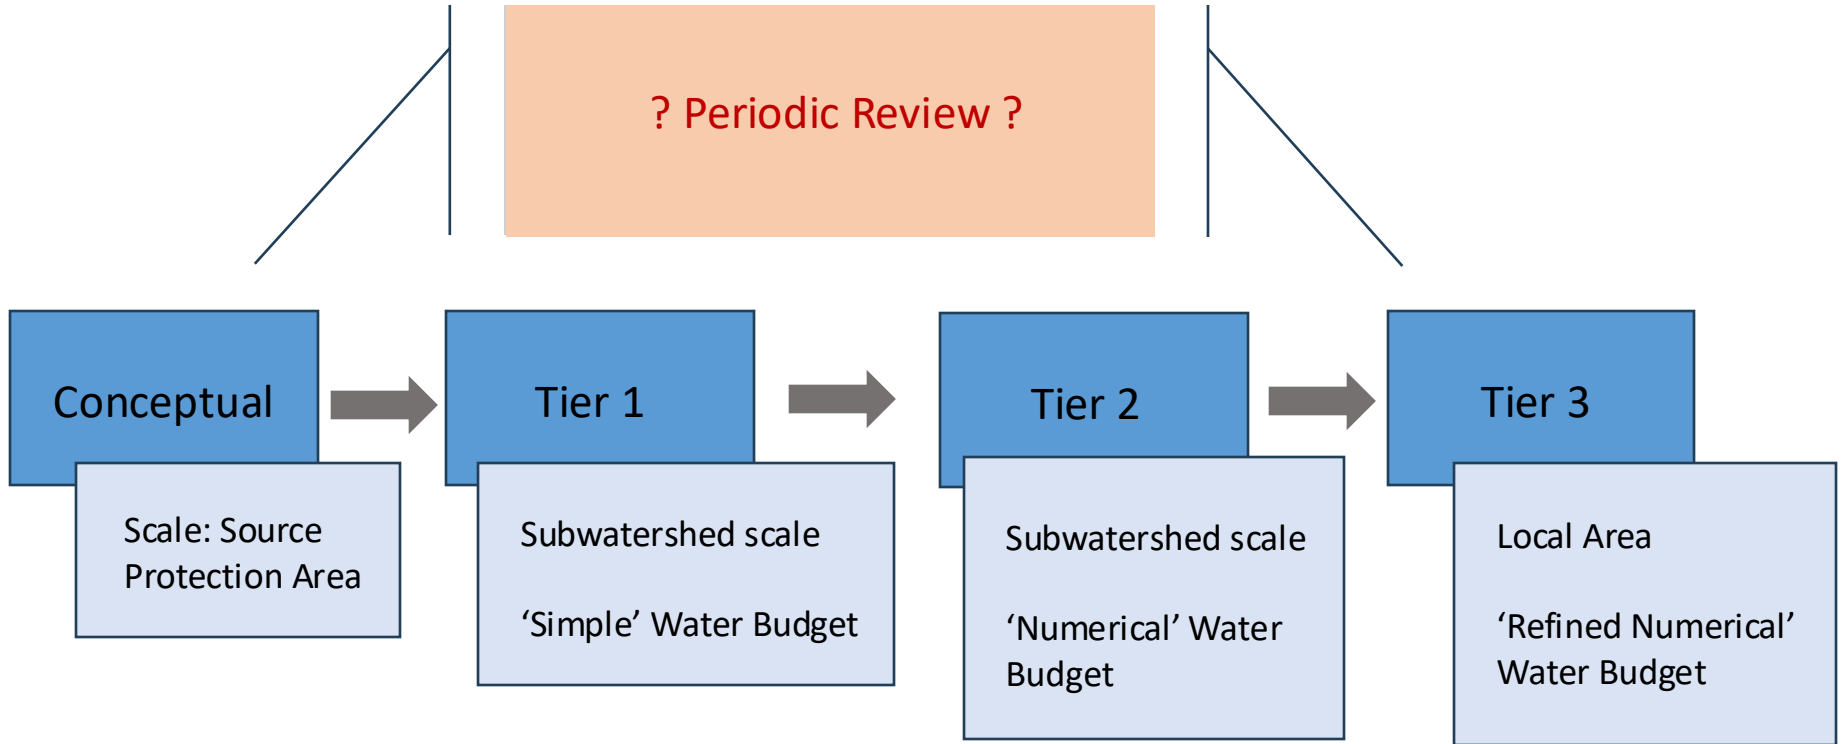 ? Periodic Review ?
Conceptual
Scale: Source
Protection Area
Tier 1
Subwatershed scale
‘Simple’ Water Budget
Tier 2
Subwatershed scale
‘Numerical’ Water
Budget
Tier 3
Local Area
‘Refined Numerical’
Water Budget